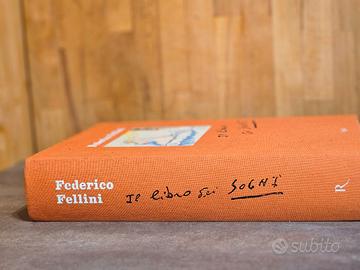 Federico
Fellini
Il libro dei SOGNI
R
subito